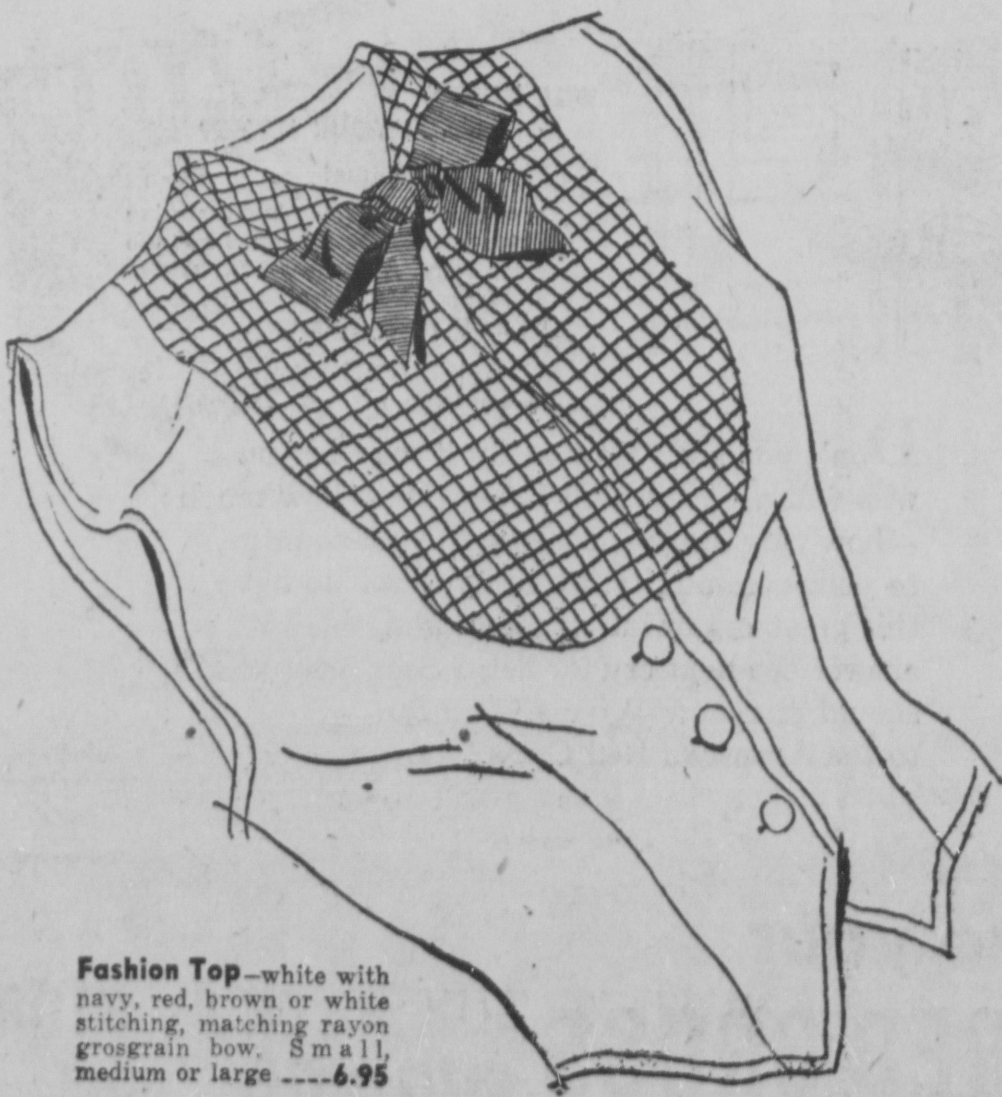 Fashion Top—white with
navy, red, brown or white
stitching, matching rayon
grosgrain bow. Small,
medium or large ----6.95